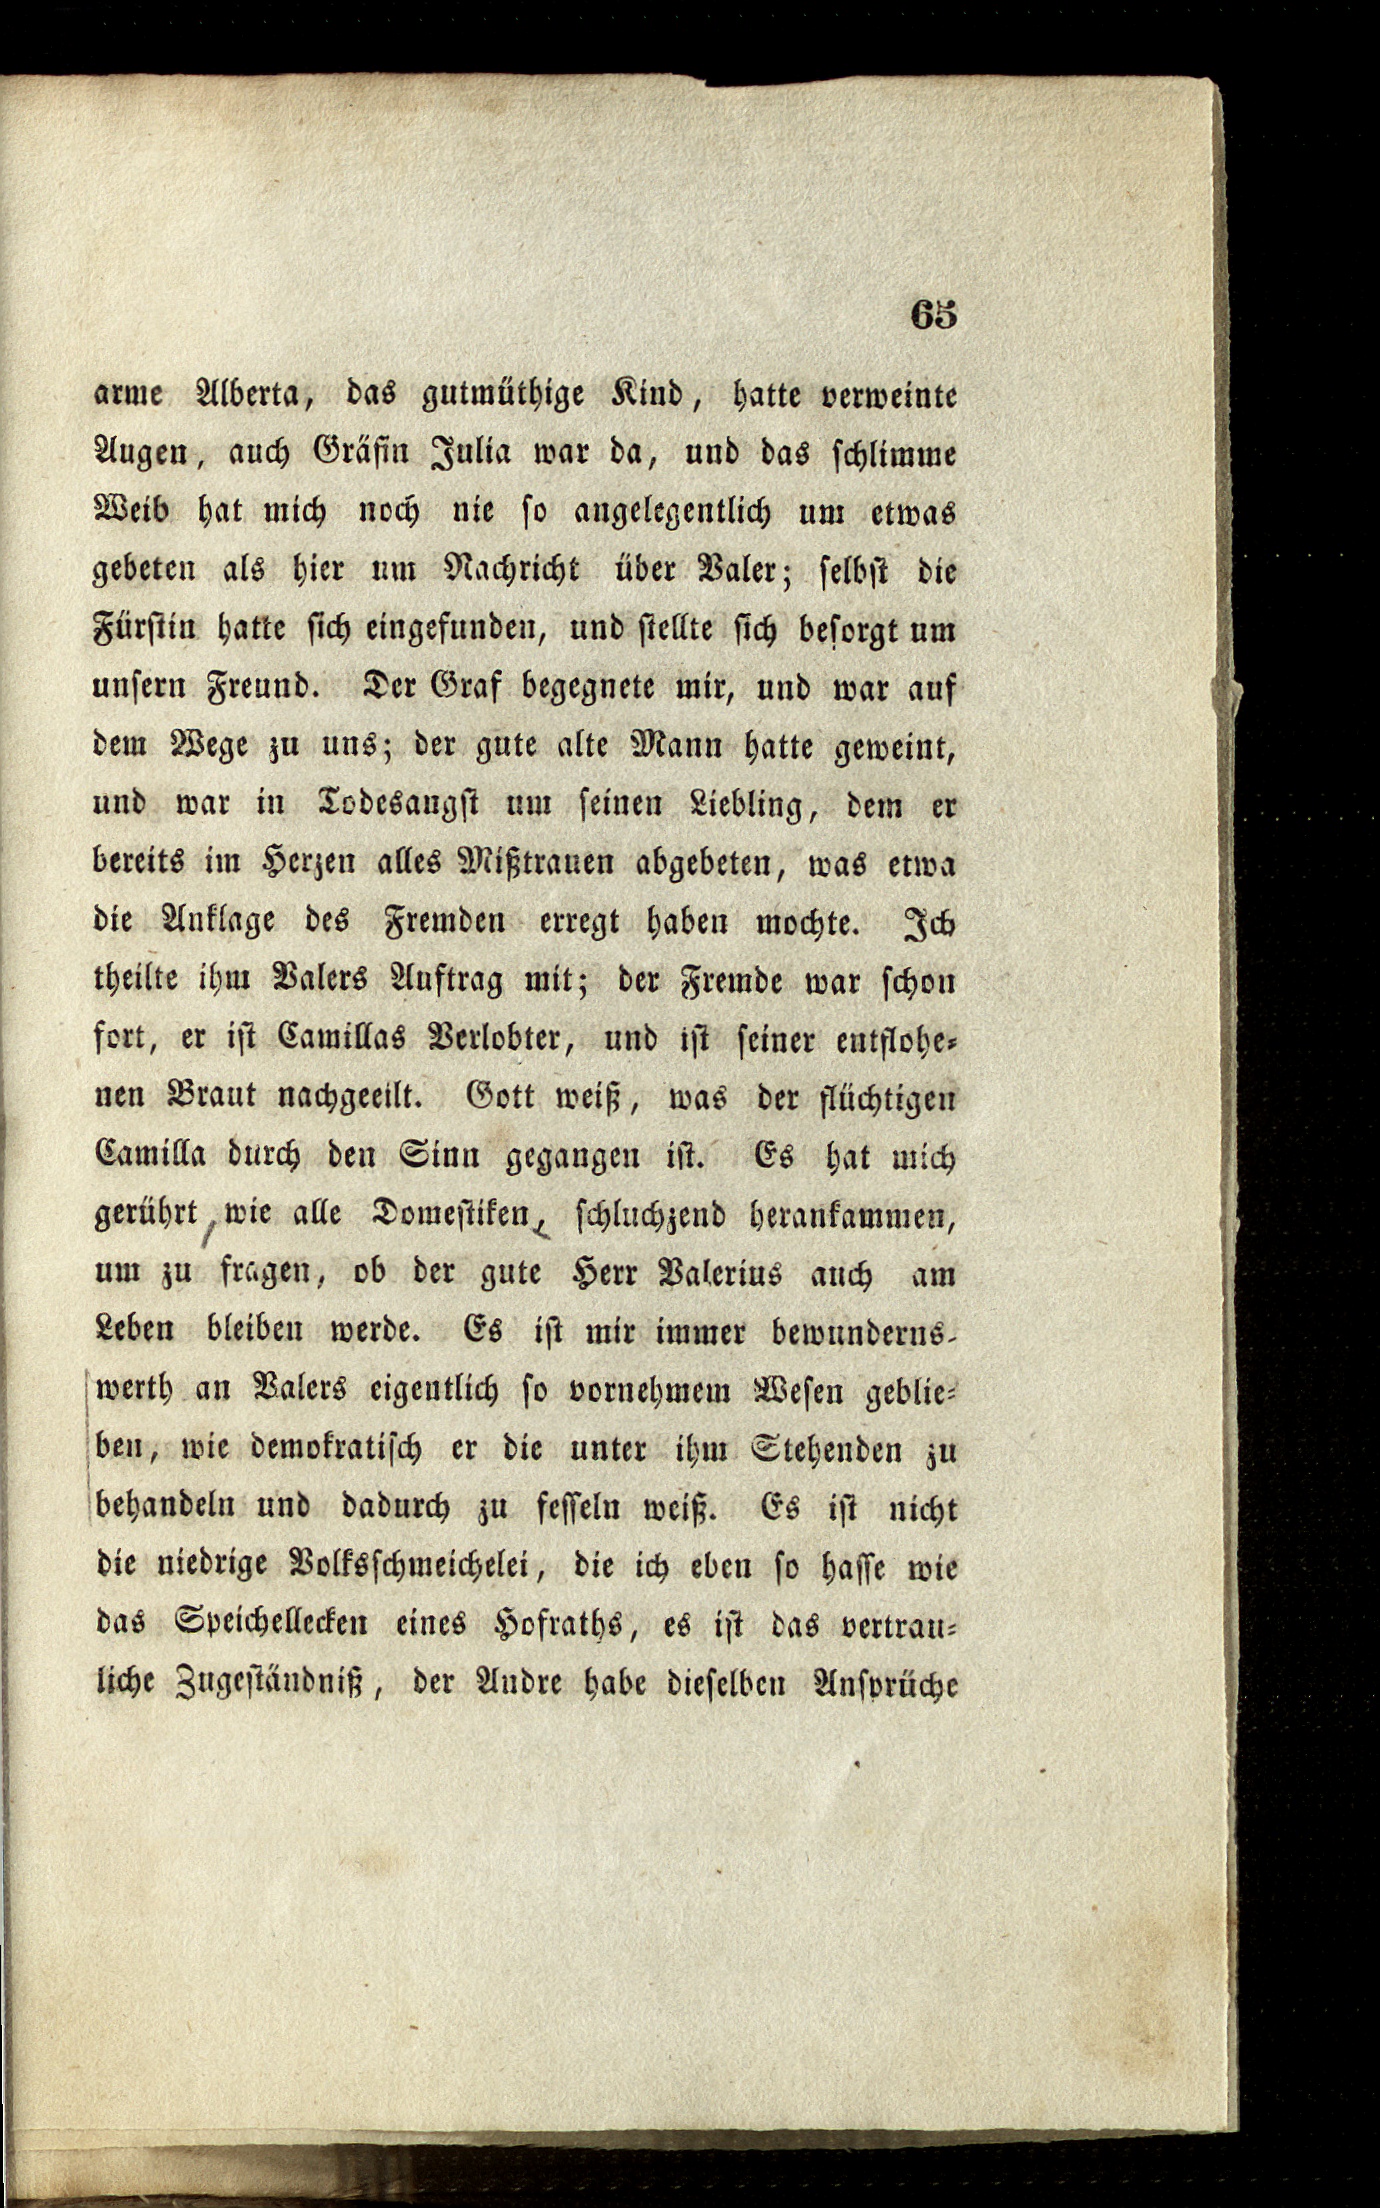 65
arme Alberta, das gutmüthige Kind, hatte verweinte
Augen, auch Gräfin Julia war da, und das schlimme
Weib hat mich noch nie so angelegentlich um etwas
gebeten als hier um Nachricht über Valer; selbst die
Fürstin hatte sich eingefunden, und stellte sich besorgt um
unsern Freund. Der Graf begegnete mir, und war auf
dem Wege zu uns; der gute alte Mann hatte geweint,
und war in Todesangst um seinen Liebling, dem er
bereits im Herzen alles Mißtrauen abgebeten, was etwa
die Anklage des Fremden erregt haben mochte. Ich
theilte ihm Valers Auftrag mit; der Fremde war schon
fort, er ist Camillas Verlobter, und ist seiner entflohe-
nen Braut nachgeeilt. Gott weiß, was der flüchtigen
Camilla durch den Sinn gegangen ist. Es hat mich
gerührt, wie alle Domestiken, schluchzend herankammen,
um zu fragen, ob der gute Herr Valerius auch am
Leben bleiben werde. Es ist mir immer bewunderns-
werth an Valers eigentlich so vornehmem Wesen geblie-
ben, wie demokratisch er die unter ihm Stehenden zu
behandeln und dadurch zu fesseln weiß. Es ist nicht
die niedrige Volksschmeichelei, die ich eben so hasse wie
das Speichellecken eines Hofraths, es ist das vertrau-
liche Zugeständniß, der Andre habe dieselben Ansprüche